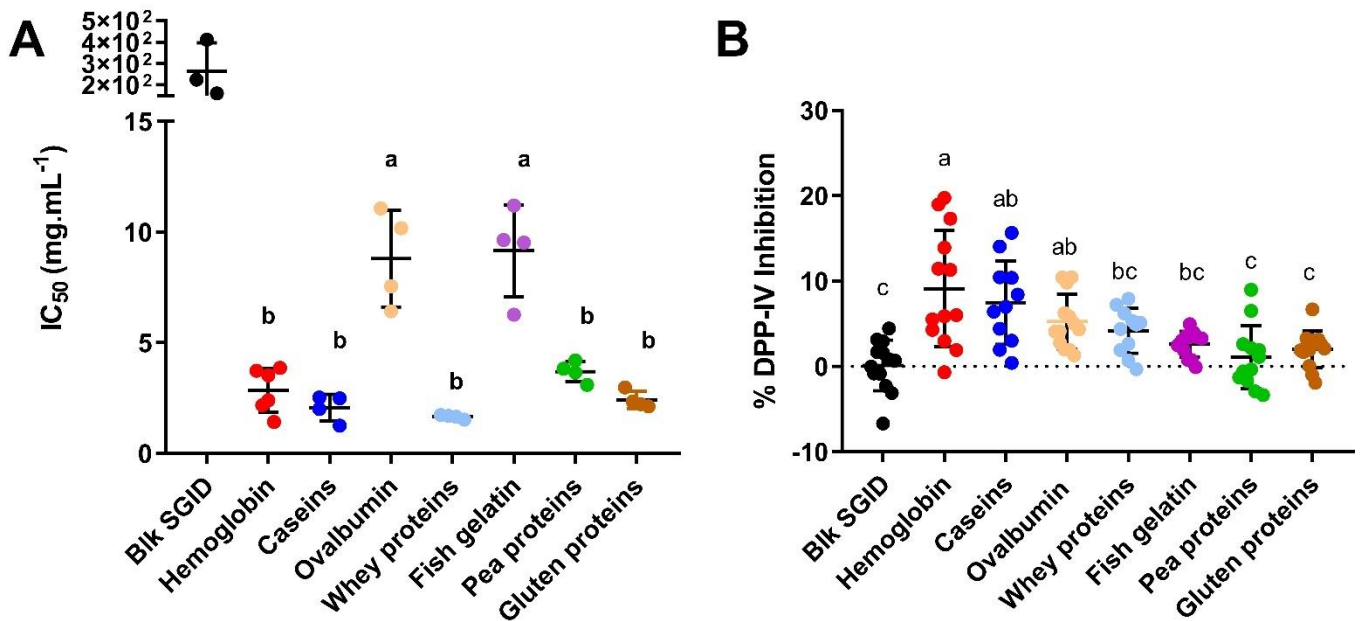 A
5×10²
4×10²
3×10²
2×10²
15
10
5
0
IC₅₀ (mg.mL⁻¹)
a
a
b
b
b
b
b
Blk SGID
Hemoglobin
Caseins
Ovalbumin
Whey proteins
Fish gelatin
Pea proteins
Gluten proteins
B
30
20
10
0
-10
% DPP-IV Inhibition
c
a
ab
ab
bc
bc
c
c
Blk SGID
Hemoglobin
Caseins
Ovalbumin
Whey proteins
Fish gelatin
Pea proteins
Gluten proteins